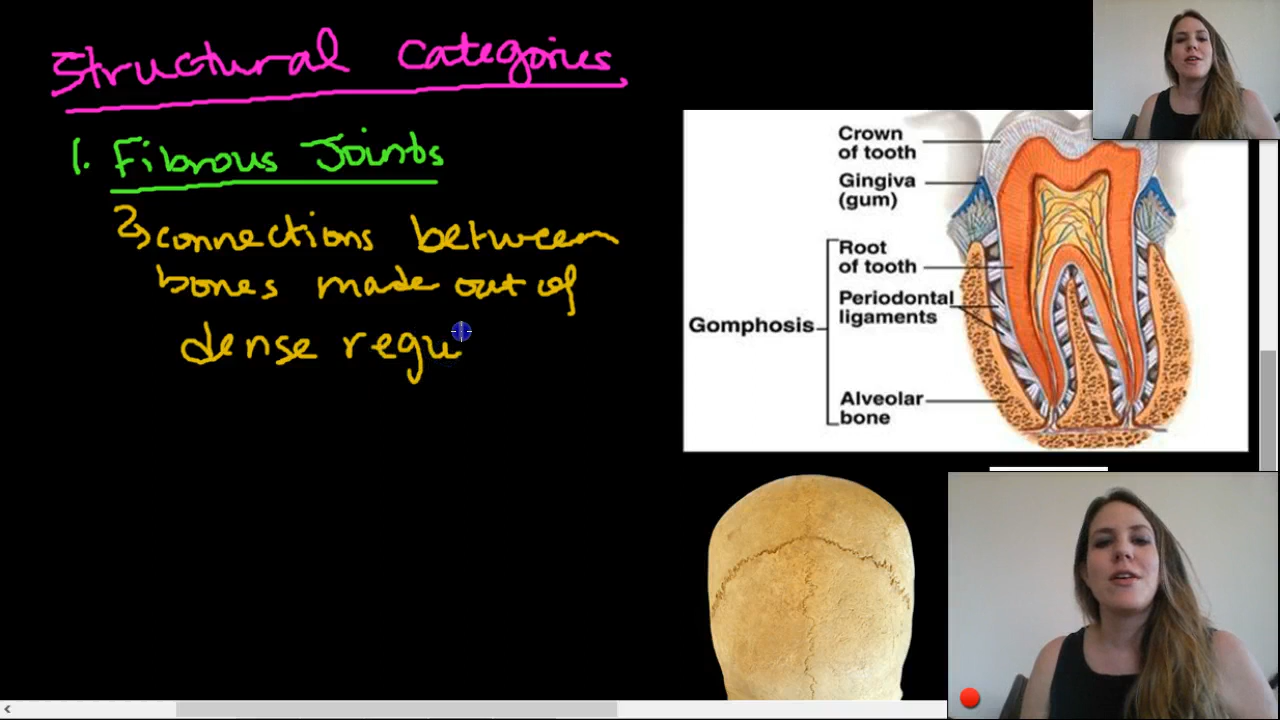 Structural Categories
1. Fibrous Joints
connections between
bones made out of
dense regu
Crown
of tooth
Gingiva
(gum)
Root
of tooth
Periodontal
ligaments
Gomphosis
Alveolar
bone